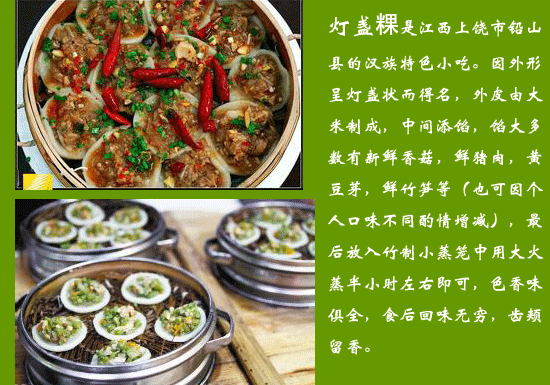 灯盏粿是江西上饶市铅山
县的汉族特色小吃。因外形
呈灯盏状而得名，外皮由大
米制成，中间添馅，馅大多
数有新鲜香菇，鲜猪肉，黄
豆芽，鲜竹笋等（也可因个
人口味不同酌情增减），最
后放入竹制小蒸笼中用大火
蒸半小时左右即可，色香味
俱全，食后回味无穷，齿颊
留香。